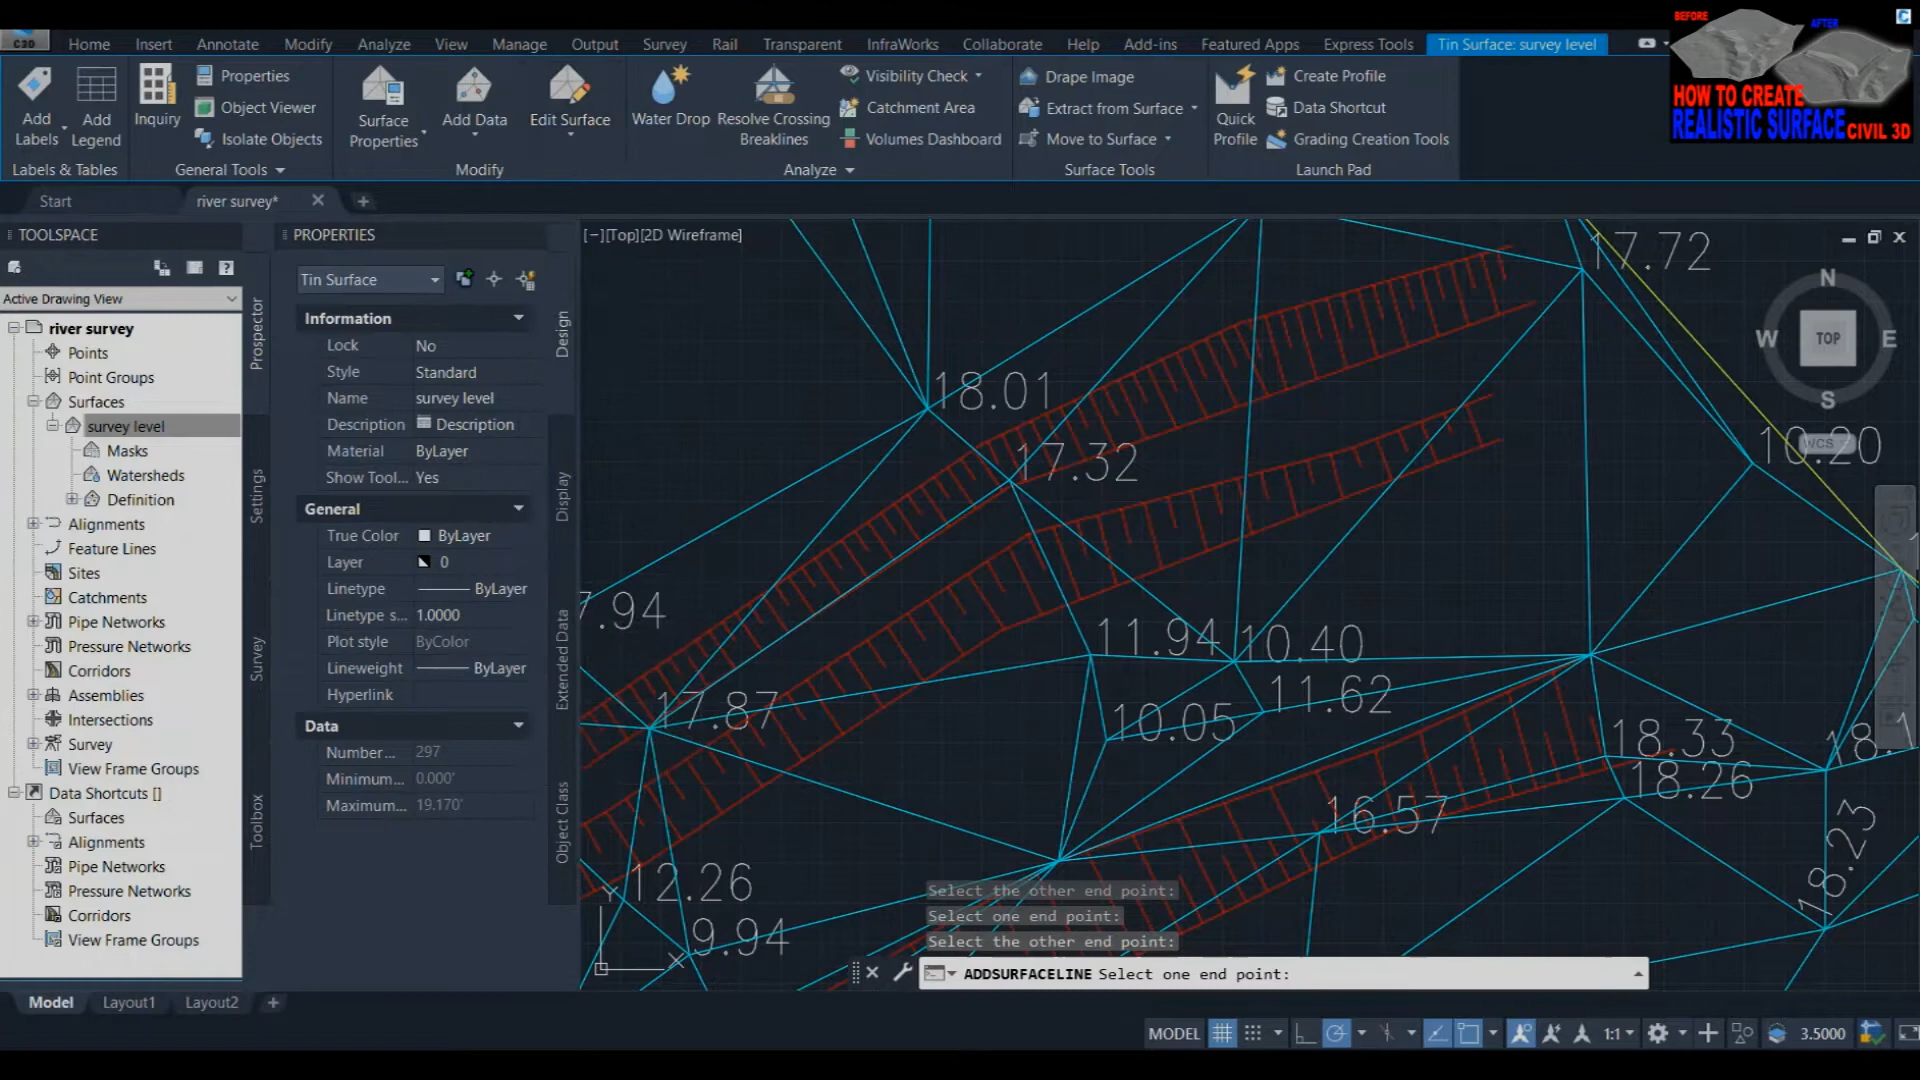 BEFORE
AFTER
HOW TO CREATE
REALISTIC SURFACE CIVIL 3D
C3D
Home Insert Annotate Modify Analyze View Manage Output Survey Rail Transparent InfraWorks Collaborate Help Add-ins Featured Apps Express Tools Tin Surface: survey level
Add Labels
Add Legend
Inquiry
Properties
Object Viewer
Isolate Objects
Surface Properties
Add Data
Edit Surface
Water Drop
Resolve Crossing Breaklines
Visibility Check
Catchment Area
Volumes Dashboard
Drape Image
Extract from Surface
Move to Surface
Quick Profile
Create Profile
Data Shortcut
Grading Creation Tools
Labels & Tables General Tools Modify Analyze Surface Tools Launch Pad
Start river survey*
TOOLSPACE
Active Drawing View
river survey
Points
Point Groups
Surfaces
survey level
Masks
Watersheds
Definition
Alignments
Feature Lines
Sites
Catchments
Pipe Networks
Pressure Networks
Corridors
Assemblies
Intersections
Survey
View Frame Groups
Data Shortcuts []
Surfaces
Alignments
Pipe Networks
Pressure Networks
Corridors
View Frame Groups
Prospector
Settings
Survey
Toolbox
PROPERTIES
Tin Surface
Information
Lock No
Style Standard
Name survey level
Description Description
Material ByLayer
Show Tool... Yes
General
True Color ByLayer
Layer 0
Linetype ByLayer
Linetype s... 1.0000
Plot style ByColor
Lineweight ByLayer
Hyperlink
Data
Number... 297
Minimum... 0.000'
Maximum... 19.170'
Design
Display
Extended Data
Object Class
[−][Top][2D Wireframe]
17.72
N
W TOP E
S
WCS
18.01
17.32
10.20
7.94
11.94
10.40
11.62
17.87
10.05
18.33
18.26
18.1
16.57
18.23
12.26
9.94
Y
X
Select the other end point:
Select one end point:
Select the other end point:
ADDSURFACELINE Select one end point:
Model Layout1 Layout2
MODEL 1:1 3.5000